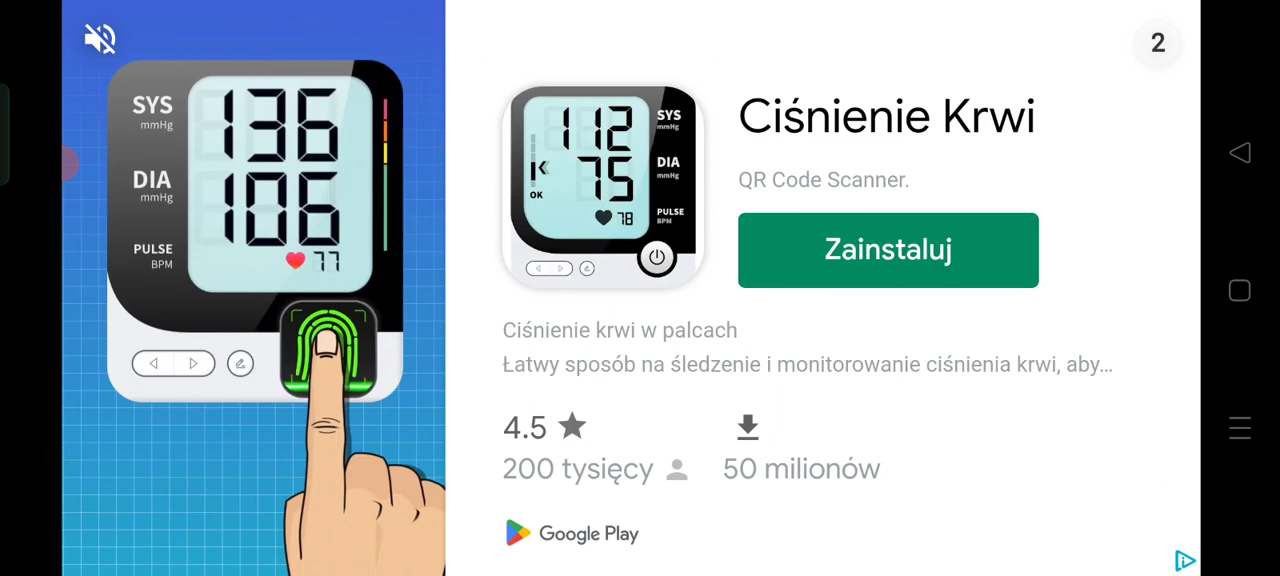 SYS
mmHg
136
DIA
mmHg
106
PULSE
BPM
77
2
112
SYS
mmHg
75
DIA
mmHg
OK
78
PULSE
BPM
Ciśnienie Krwi
QR Code Scanner.
Zainstaluj
Ciśnienie krwi w palcach
Łatwy sposób na śledzenie i monitorowanie ciśnienia krwi, aby...
4.5
200 tysięcy
50 milionów
Google Play